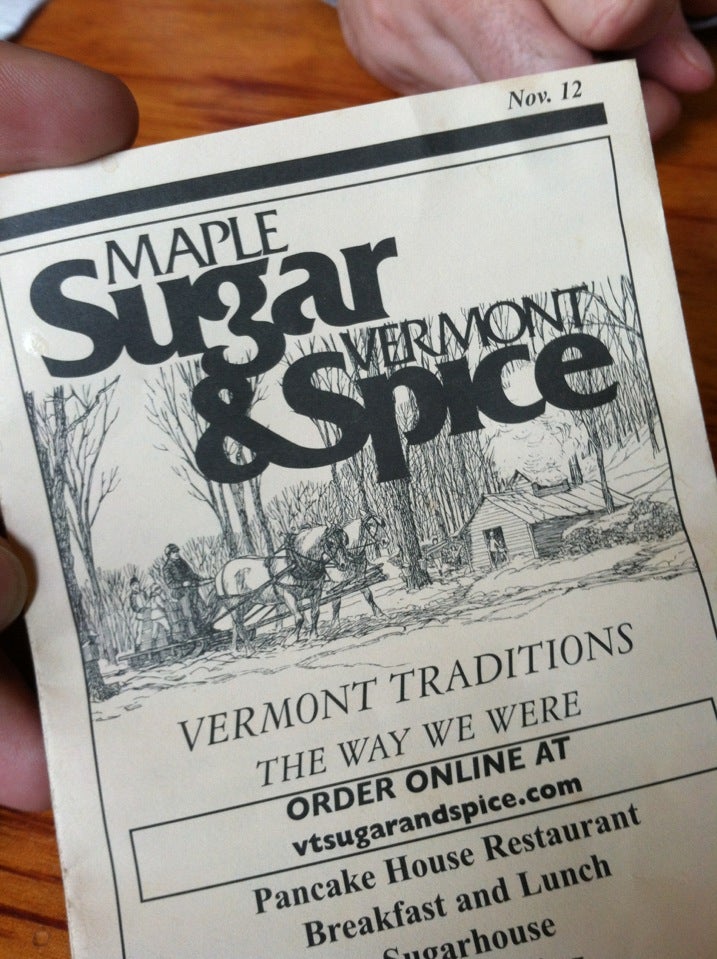 Nov. 12
MAPLE
Sugar
VERMONT
& Spice
VERMONT TRADITIONS
THE WAY WE WERE
ORDER ONLINE AT
vtsugarandspice.com
Pancake House Restaurant
Breakfast and Lunch
Sugarhouse